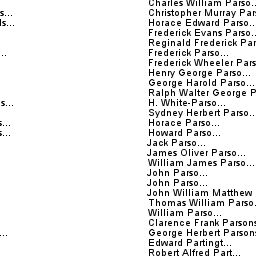 Charles William Parso...
s... Christopher Murray Par
ls... Horace Edward Parso...
Frederick Evans Parso...
Reginald Frederick Par
... Frederick Parso...
Frederick Wheeler Pars
Henry George Parso...
George Harold Parso...
Ralph Walter George P
s... H. White-Parso...
Sydney Herbert Parso...
s... Horace Parso...
s... Howard Parso...
Jack Parso...
James Oliver Parso...
William James Parso...
John Parso...
John Parso...
John William Matthew
Thomas William Parso
William Parso...
Clarence Frank Parsons
... George Herbert Parsons
Edward Partingt...
Robert Alfred Part...